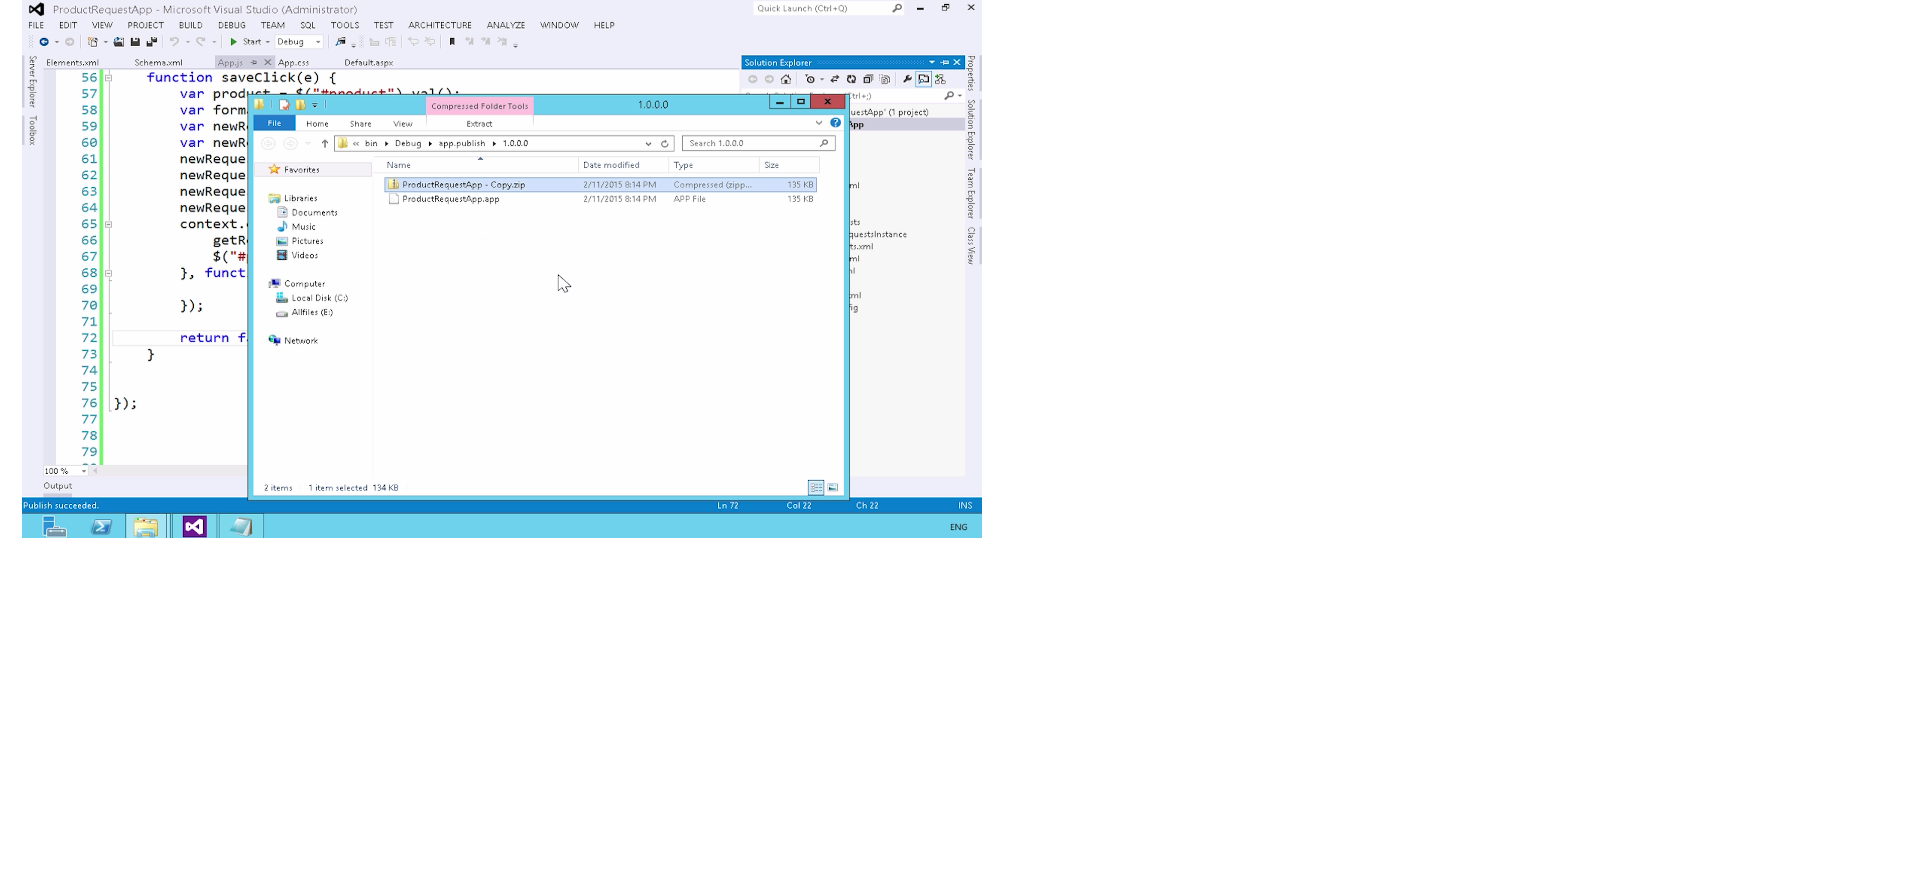 ProductRequestApp - Microsoft Visual Studio (Administrator)
Quick Launch (Ctrl+Q)
FILE EDIT VIEW PROJECT BUILD DEBUG TEAM SQL TOOLS TEST ARCHITECTURE ANALYZE WINDOW HELP
Start Debug
Elements.xml Schema.xml App.js App.css Default.aspx
Solution Explorer
Server Explorer
Toolbox
Properties
Solution Explorer
Team Explorer
Class View
56 function saveClick(e) {
57 var product = $("#product").val();
58 var form
59 var newR
60 var newR
61 newReque
62 newReque
63 newReque
64 newReque
65 context.
66 getR
67 $("#
68 }, funct
69
70 });
71
72 return f
73 }
74
75
76 });
77
78
79
Ctrl+;)
uestApp' (1 project)
App
ml
sts
questsInstance
ts.xml
ml
ml
ig
Compressed Folder Tools
1.0.0.0
File Home Share View Extract
« bin Debug app.publish 1.0.0.0
Search 1.0.0.0
Favorites
Libraries
Documents
Music
Pictures
Videos
Computer
Local Disk (C:)
Allfiles (E:)
Network
Name Date modified Type Size
ProductRequestApp - Copy.zip 2/11/2015 8:14 PM Compressed (zipp... 135 KB
ProductRequestApp.app 2/11/2015 8:14 PM APP File 135 KB
2 items 1 item selected 134 KB
100 %
Output
Publish succeeded. Ln 72 Col 22 Ch 22 INS
ENG